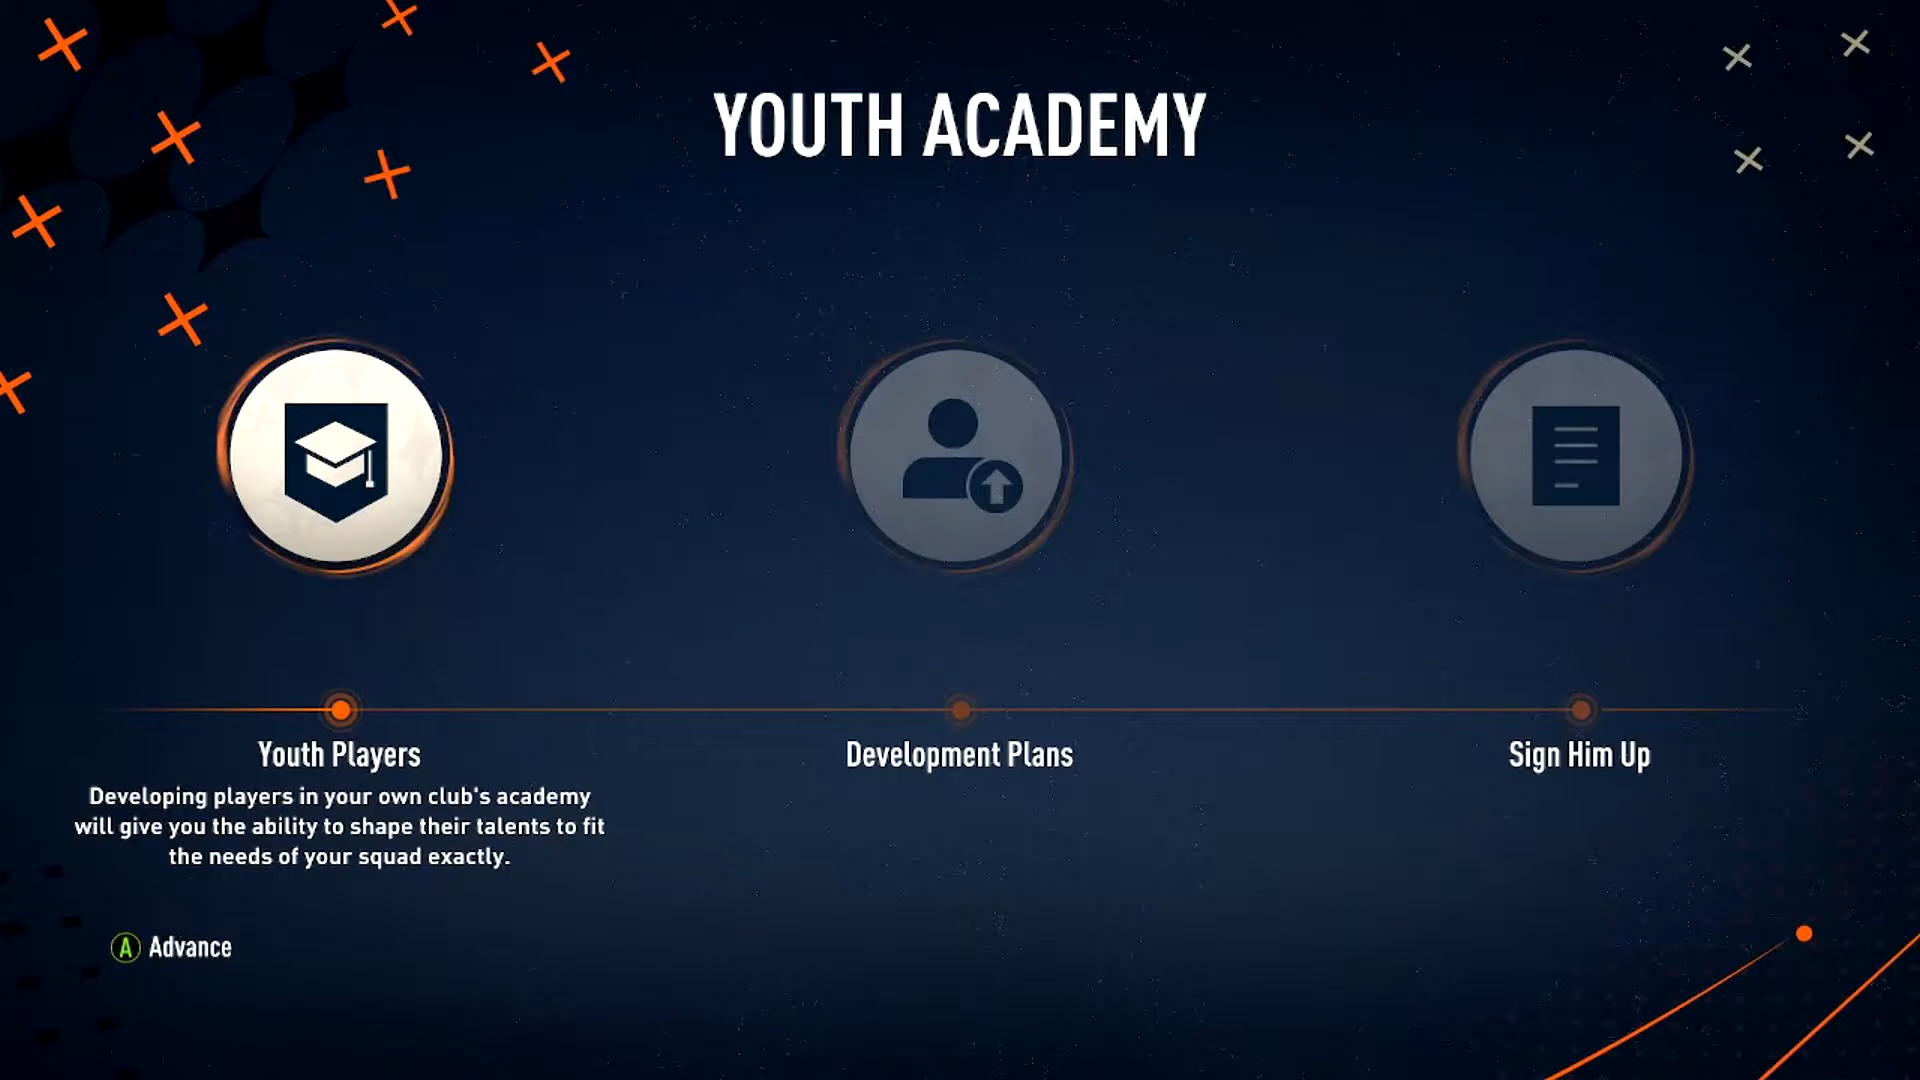 YOUTH ACADEMY
Youth Players
Developing players in your own club's academy
will give you the ability to shape their talents to fit
the needs of your squad exactly.
Development Plans
Sign Him Up
A Advance